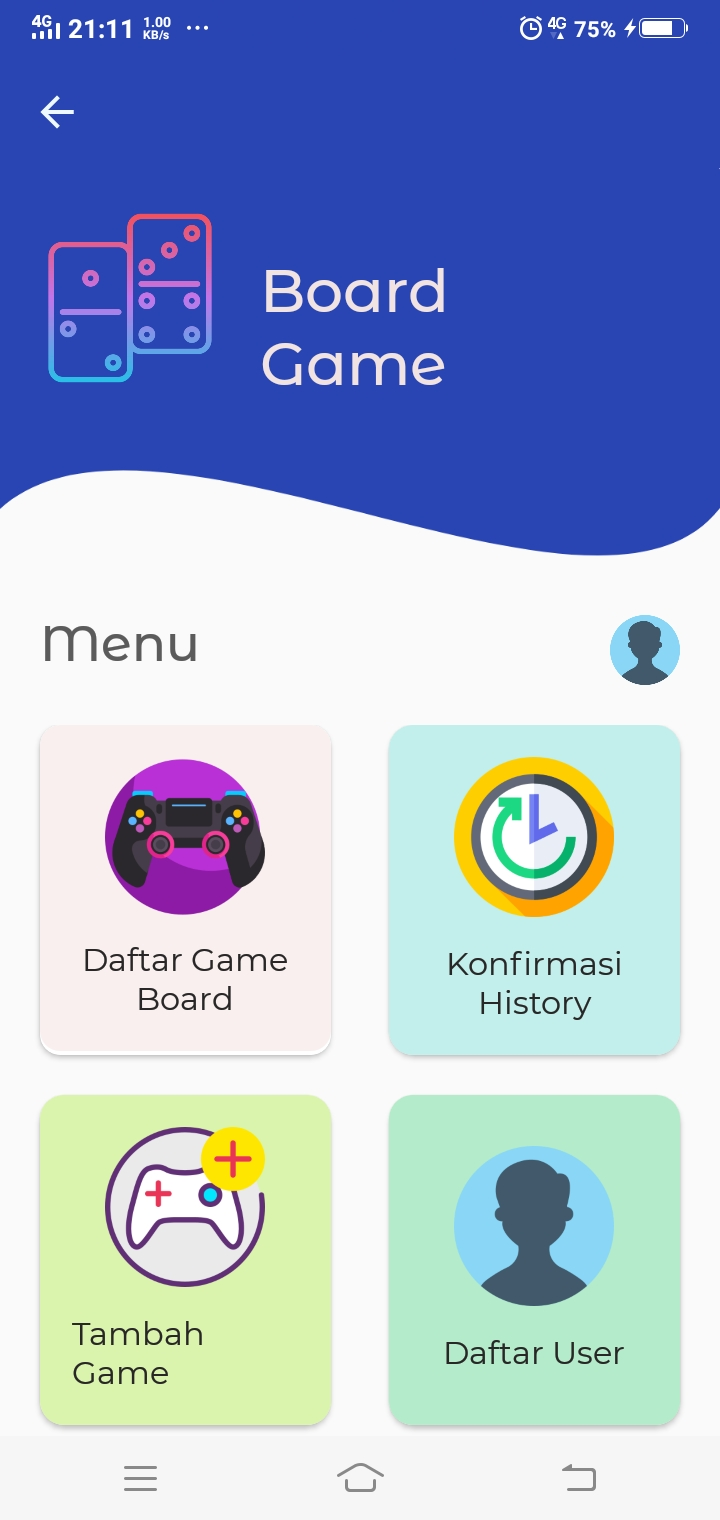 4G 21:11 1.00 KB/s ... 4G 75%
Board
Game
Menu
Daftar Game
Board
Konfirmasi
History
Tambah
Game
Daftar User